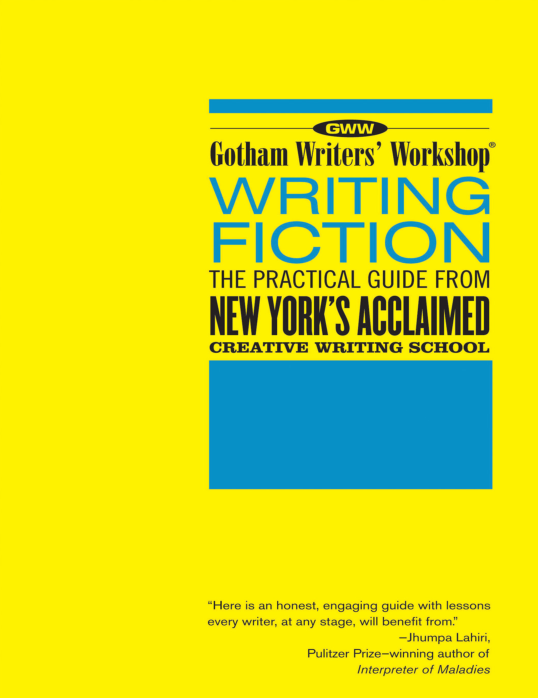 GWW
Gotham Writers’ Workshop®
WRITING
FICTION
THE PRACTICAL GUIDE FROM
NEW YORK’S ACCLAIMED
CREATIVE WRITING SCHOOL
“Here is an honest, engaging guide with lessons
every writer, at any stage, will benefit from.”
–Jhumpa Lahiri,
Pulitzer Prize–winning author of
Interpreter of Maladies